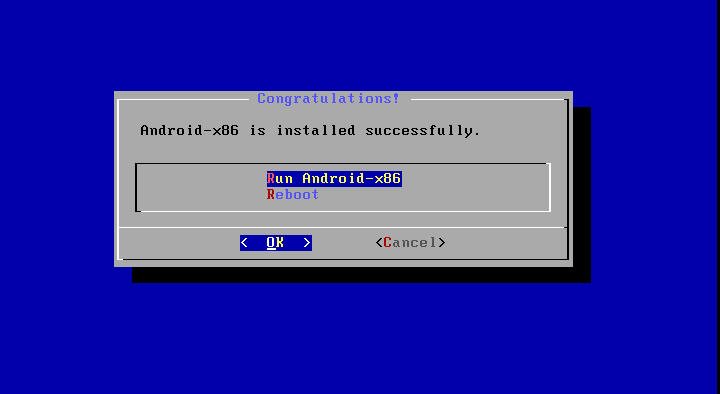 Congratulations!
Android-x86 is installed successfully.
Run Android-x86
Reboot
< OK > <Cancel>